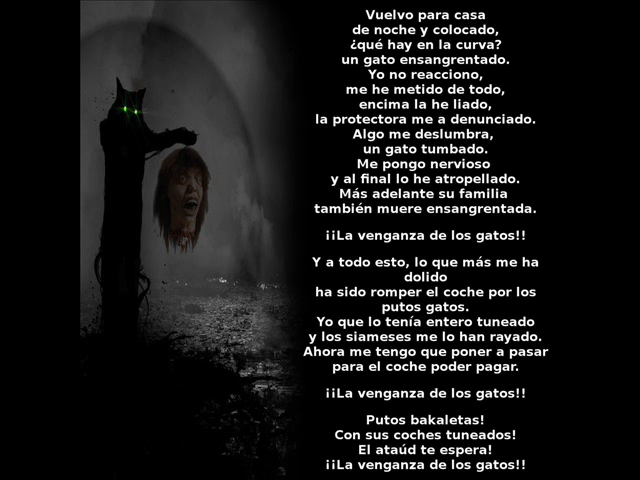 Vuelvo para casa
de noche y colocado,
¿qué hay en la curva?
un gato ensangrentado.
Yo no reacciono,
me he metido de todo,
encima la he liado,
la protectora me a denunciado.
Algo me deslumbra,
un gato tumbado.
Me pongo nervioso
y al final lo he atropellado.
Más adelante su familia
también muere ensangrentada.
¡¡La venganza de los gatos!!
Y a todo esto, lo que más me ha
dolido
ha sido romper el coche por los
putos gatos.
Yo que lo tenía entero tuneado
y los siameses me lo han rayado.
Ahora me tengo que poner a pasar
para el coche poder pagar.
¡¡La venganza de los gatos!!
Putos bakaletas!
Con sus coches tuneados!
El ataúd te espera!
¡¡La venganza de los gatos!!